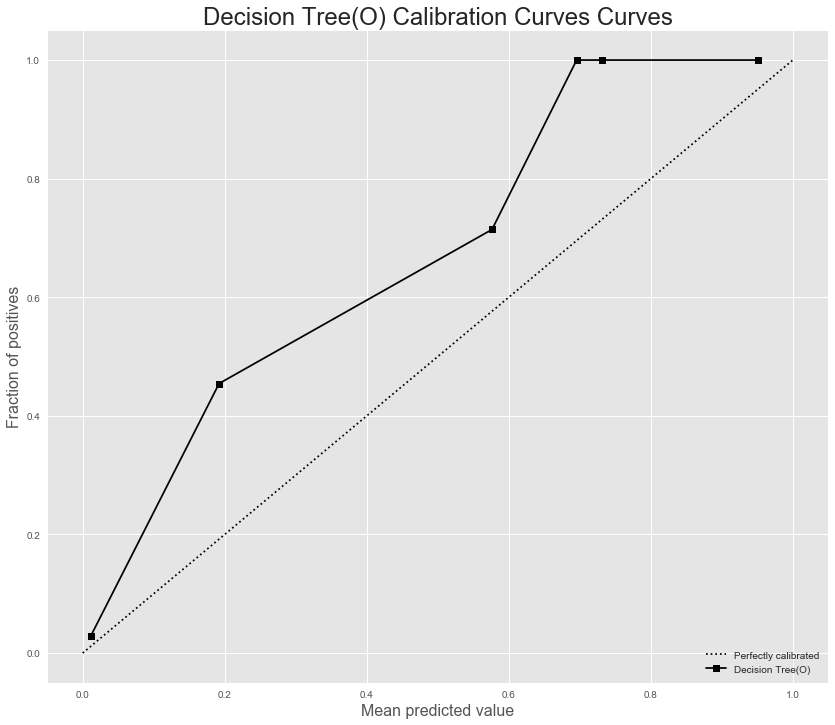 Decision Tree(O) Calibration Curves Curves
Fraction of positives
1.0
0.8
0.6
0.4
0.2
0.0
0.0 0.2 0.4 0.6 0.8 1.0
Mean predicted value
Perfectly calibrated
Decision Tree(O)